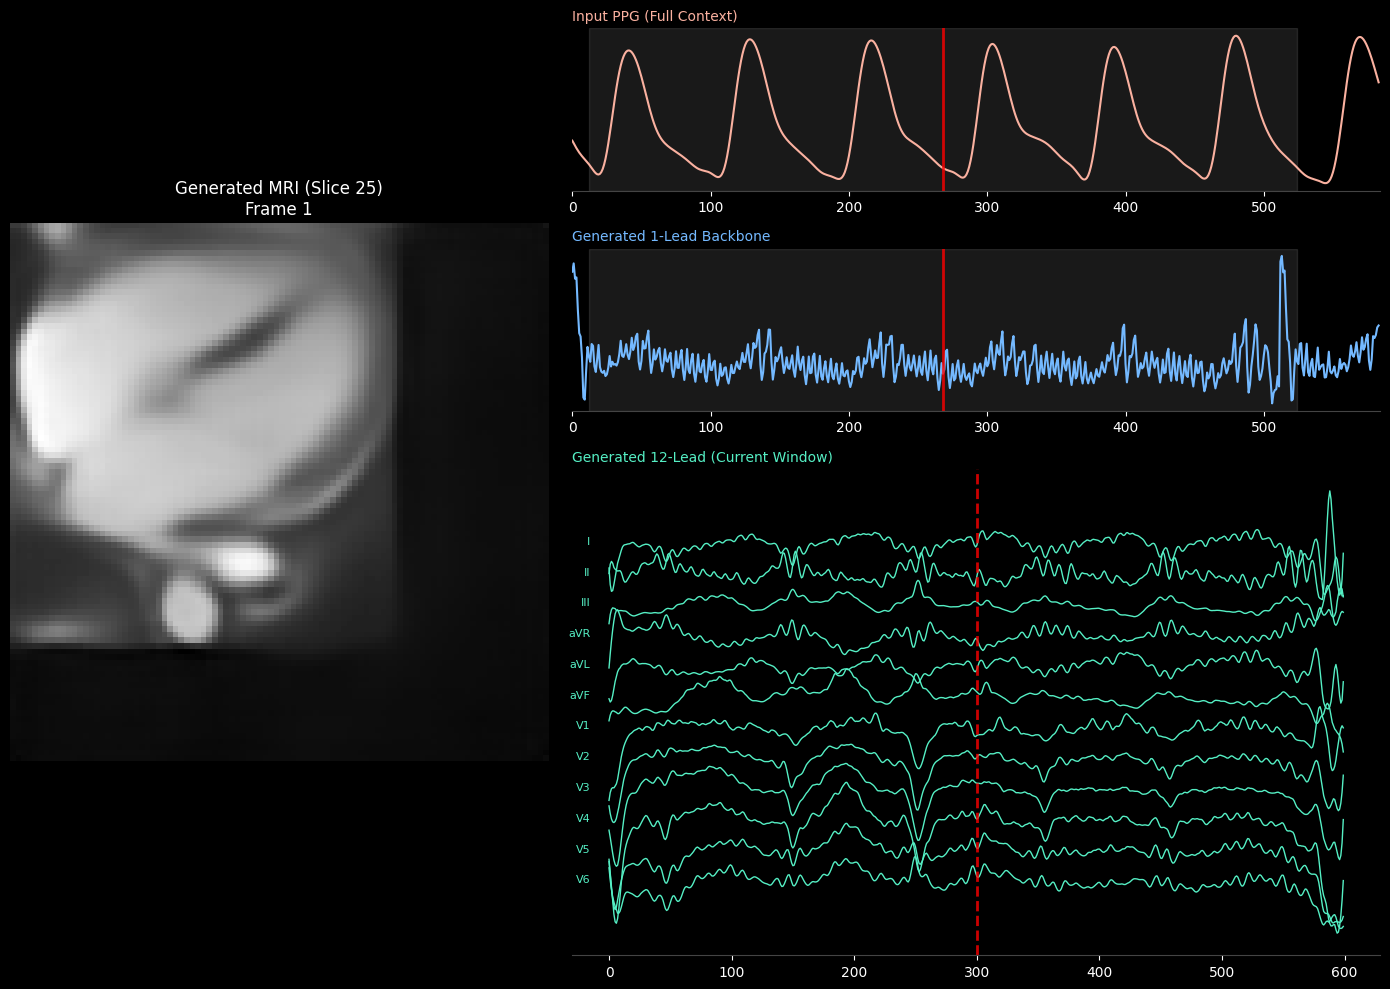 Generated MRI (Slice 25)
Frame 1
Input PPG (Full Context)
0 100 200 300 400 500
Generated 1-Lead Backbone
0 100 200 300 400 500
Generated 12-Lead (Current Window)
I
II
III
aVR
aVL
aVF
V1
V2
V3
V4
V5
V6
0 100 200 300 400 500 600